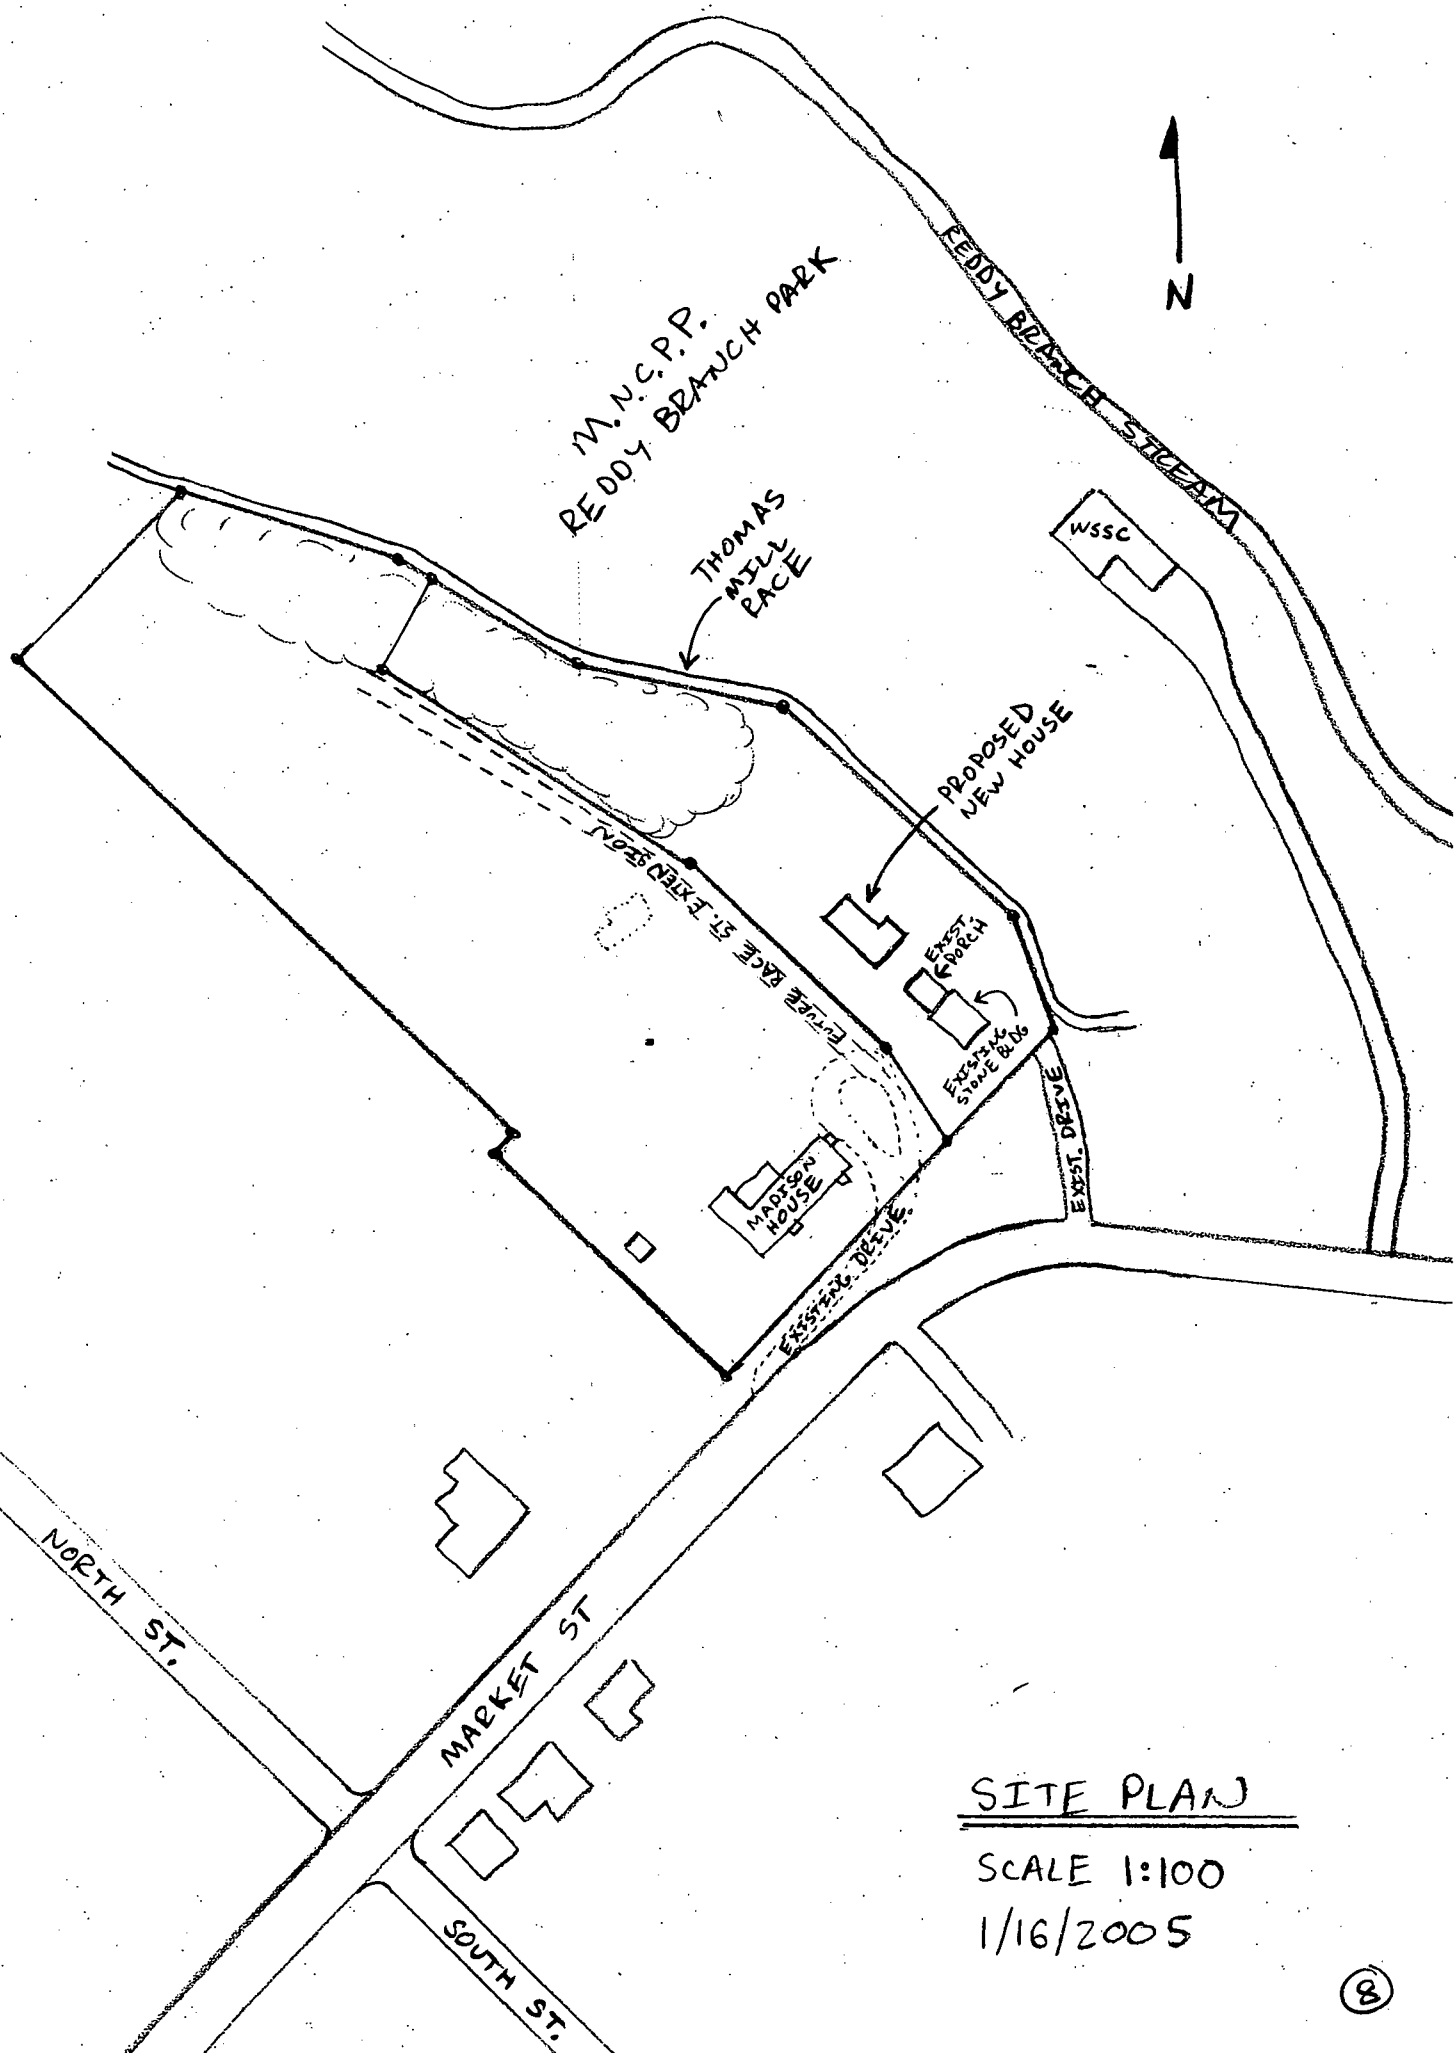 N
REDDY BRANCH STREAM
M.N.C.P.P.
REDDY BRANCH PARK
THOMAS
MILL
RACE
WSSC
PROPOSED
NEW HOUSE
FUTURE RACE ST. EXTENSION
EXIST.
PORCH
EXISTING
STONE BLDG
EXIST. DRIVE
MADISON
HOUSE
EXISTING DRIVE
NORTH ST.
MARKET ST
SOUTH ST.
SITE PLAN
SCALE 1:100
1/16/2005
8